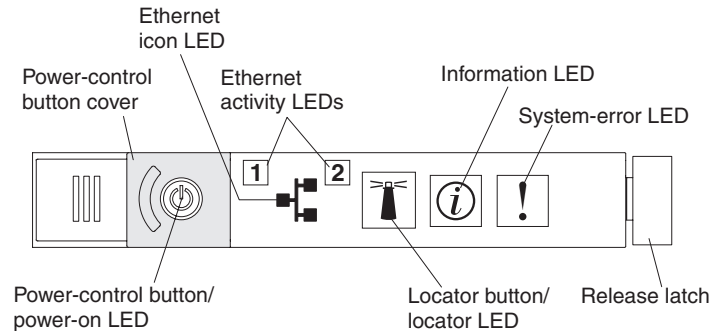 Ethernet
icon LED
Power-control
button cover
Ethernet
activity LEDs
Information LED
System-error LED
1
2
i
!
Power-control button/
power-on LED
Locator button/
locator LED
Release latch